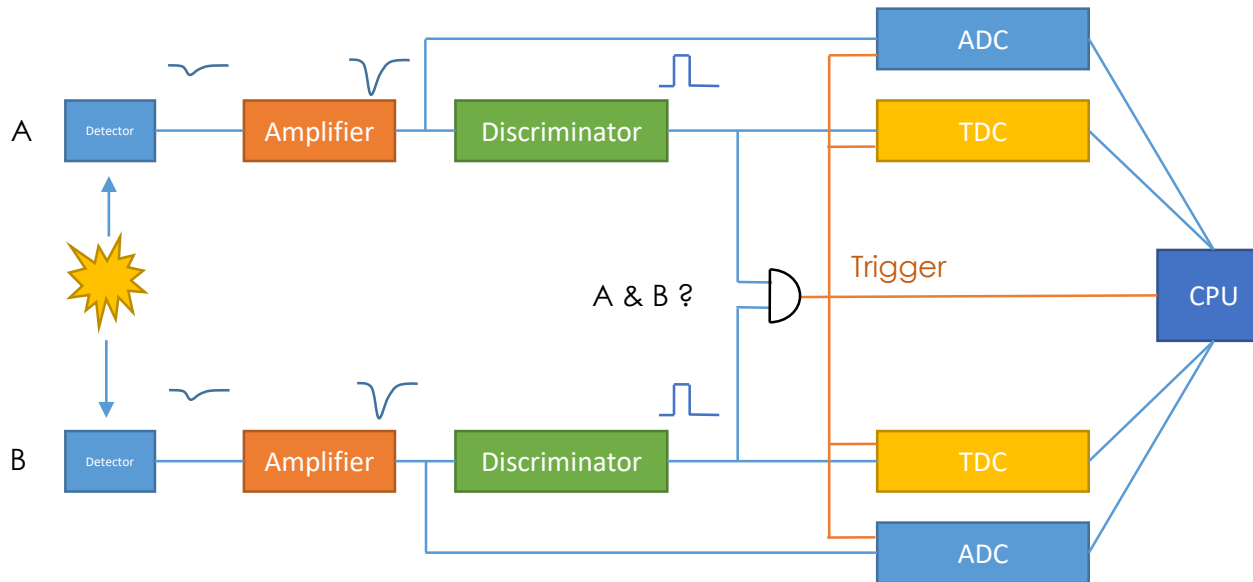 ADC
A
Detector
Amplifier
Discriminator
TDC
Trigger
A & B ?
CPU
B
Detector
Amplifier
Discriminator
TDC
ADC